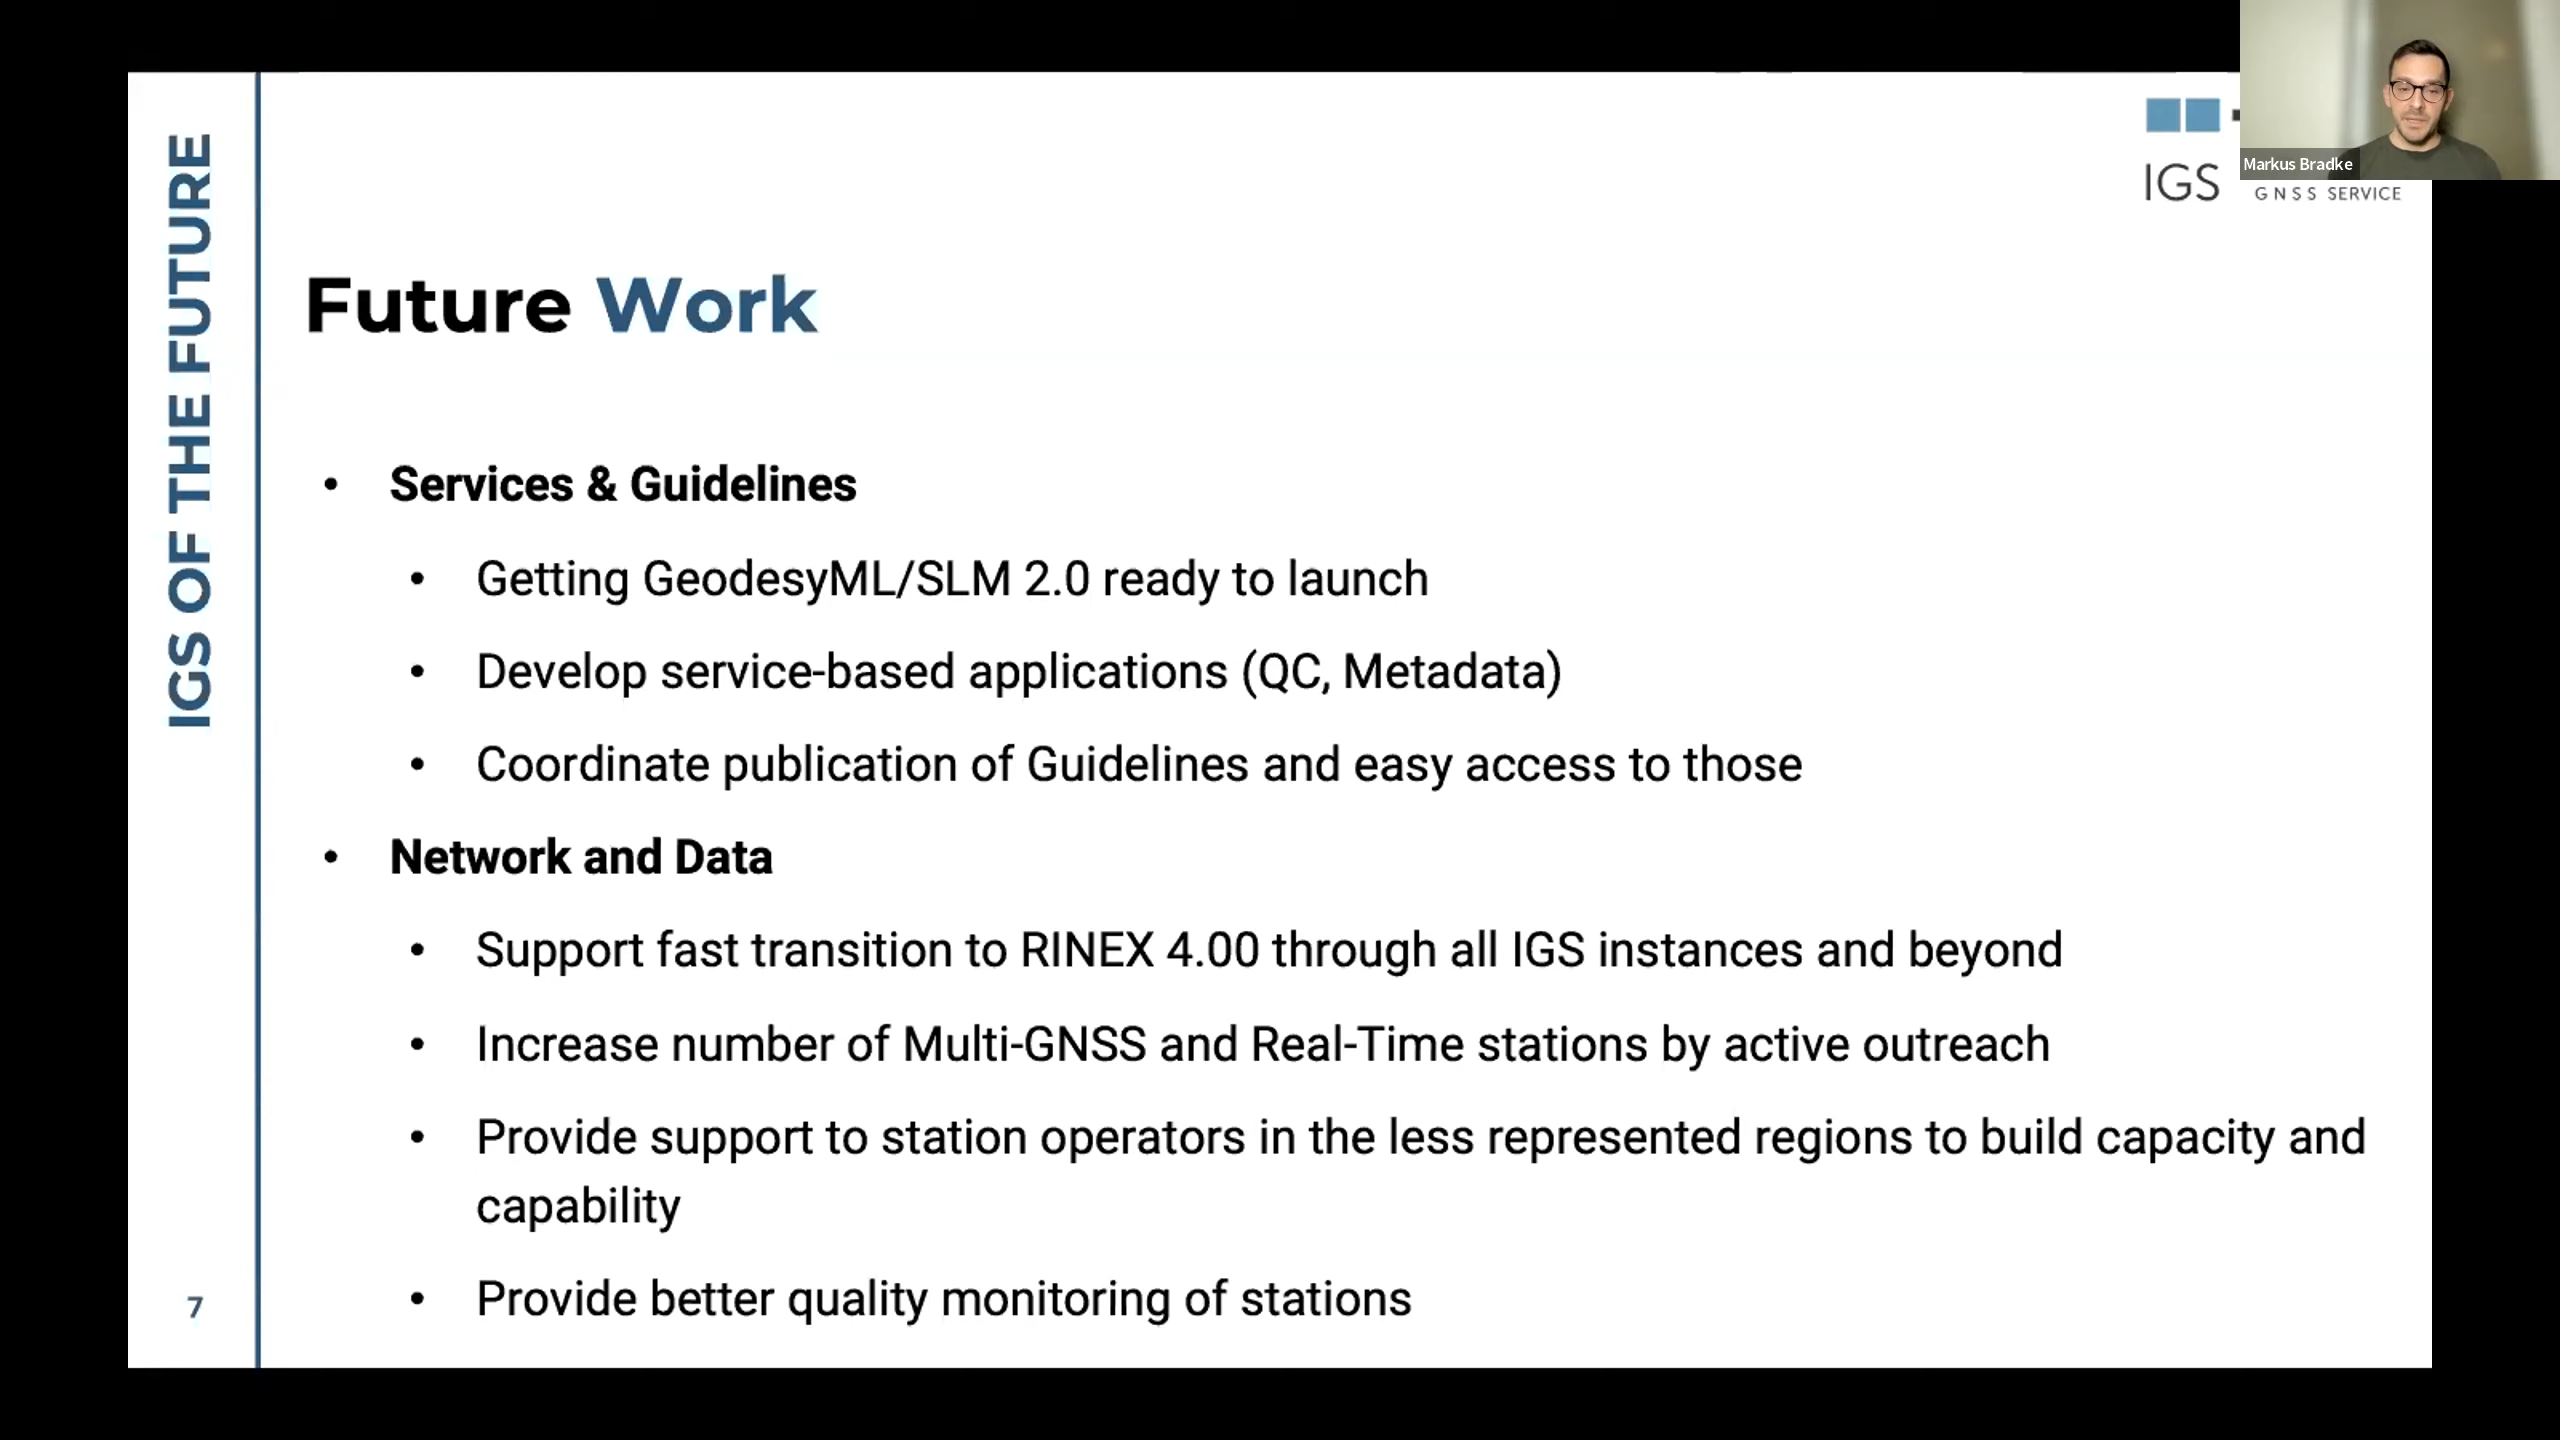 IGS OF THE FUTURE
IGS
GNSS SERVICE
Markus Bradke
Future Work
• Services & Guidelines
• Getting GeodesyML/SLM 2.0 ready to launch
• Develop service-based applications (QC, Metadata)
• Coordinate publication of Guidelines and easy access to those
• Network and Data
• Support fast transition to RINEX 4.00 through all IGS instances and beyond
• Increase number of Multi-GNSS and Real-Time stations by active outreach
• Provide support to station operators in the less represented regions to build capacity and
capability
• Provide better quality monitoring of stations
7